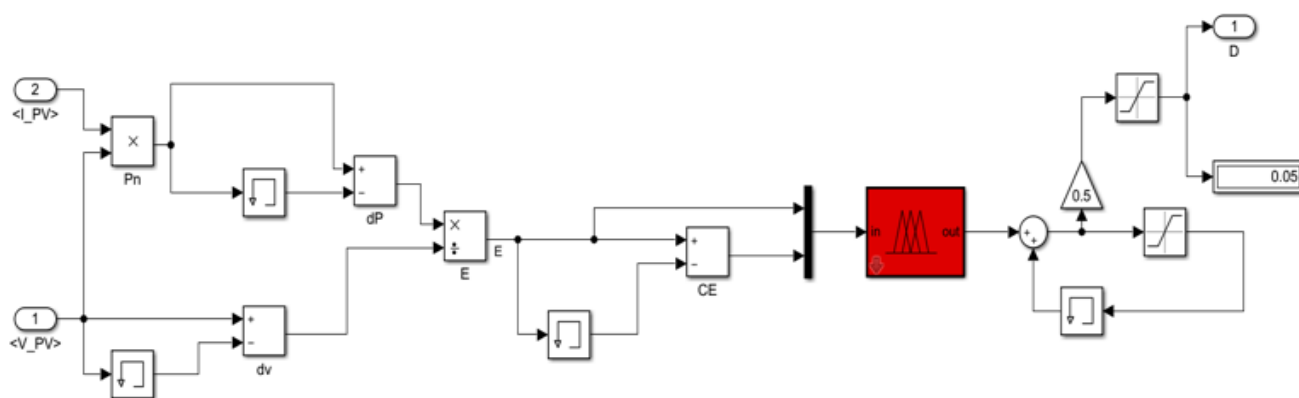 1
D
2
<I_PV>
×
Pn
+
−
dP
0.05
0.5
×
÷
E
E
+
−
CE
in
out
+
+
1
<V_PV>
+
−
dv